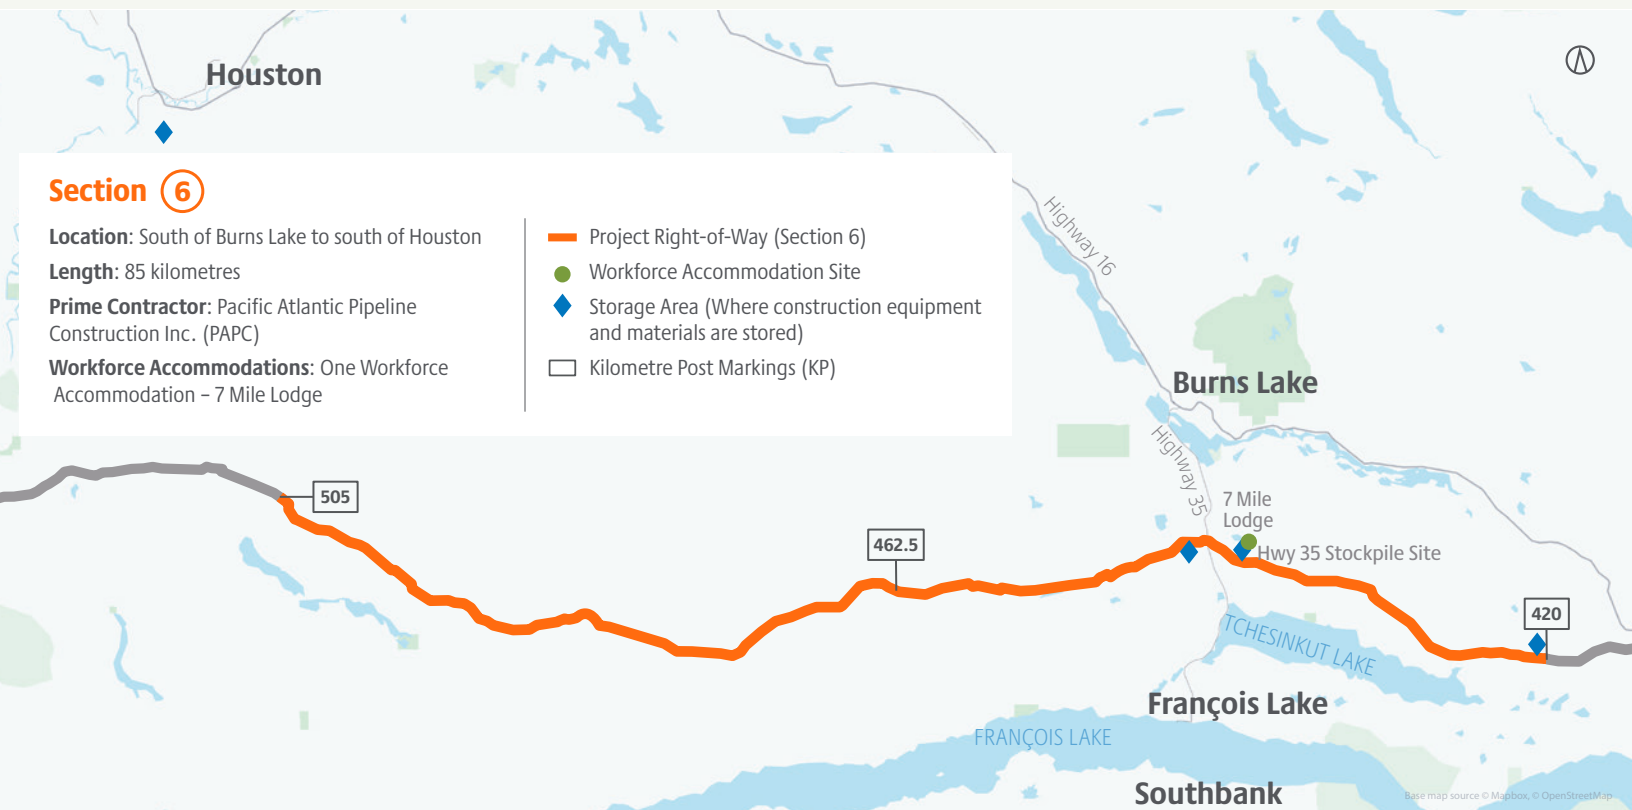 Houston
Section 6
Location: South of Burns Lake to south of Houston
Length: 85 kilometres
Prime Contractor: Pacific Atlantic Pipeline
Construction Inc. (PAPC)
Workforce Accommodations: One Workforce
Accommodation – 7 Mile Lodge
Project Right-of-Way (Section 6)
Workforce Accommodation Site
Storage Area (Where construction equipment
and materials are stored)
Kilometre Post Markings (KP)
Highway 16
Burns Lake
Highway 35
505
462.5
7 Mile
Lodge
Hwy 35 Stockpile Site
420
TCHESINKUT LAKE
François Lake
FRANÇOIS LAKE
Southbank
Base map source © Mapbox, © OpenStreetMap